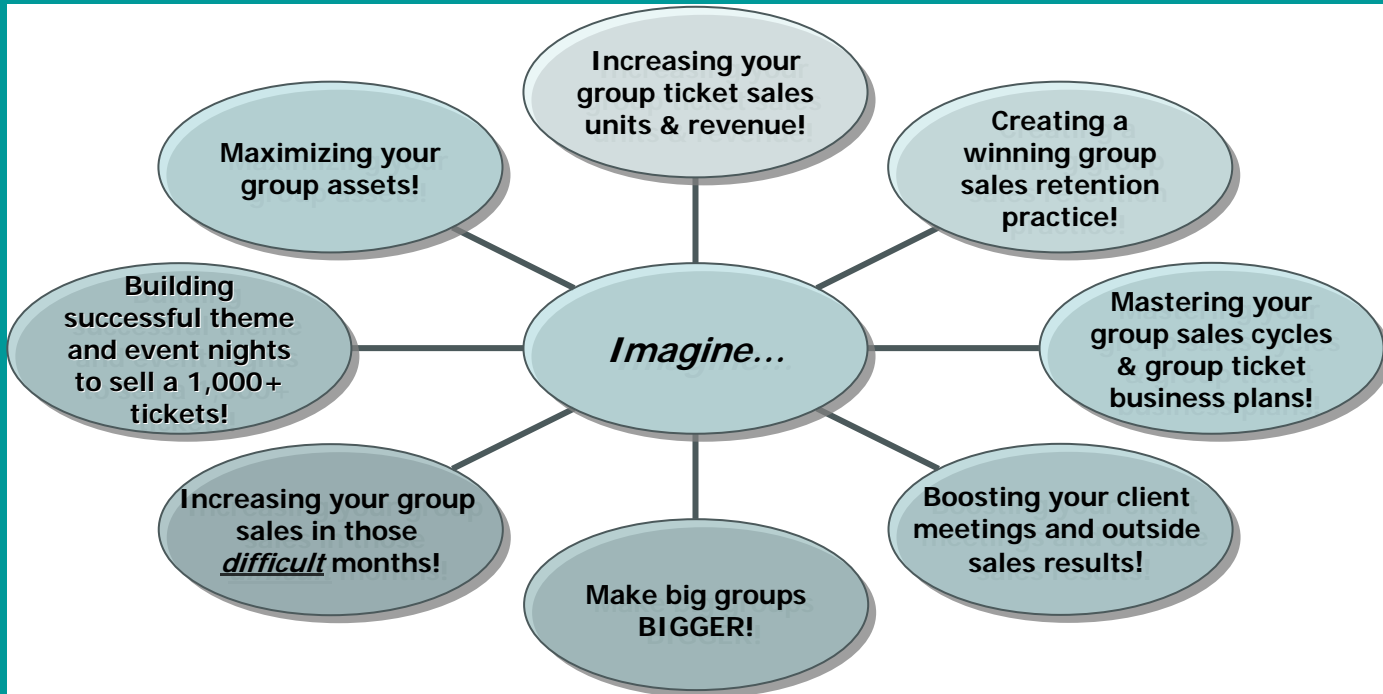 Increasing your
group ticket sales
units & revenue!
Creating a
winning group
sales retention
practice!
Mastering your
group sales cycles
& group ticket
business plans!
Boosting your client
meetings and outside
sales results!
Make big groups
BIGGER!
Increasing your group
sales in those
difficult months!
Building
successful theme
and event nights
to sell a 1,000+
tickets!
Maximizing your
group assets!
Imagine...